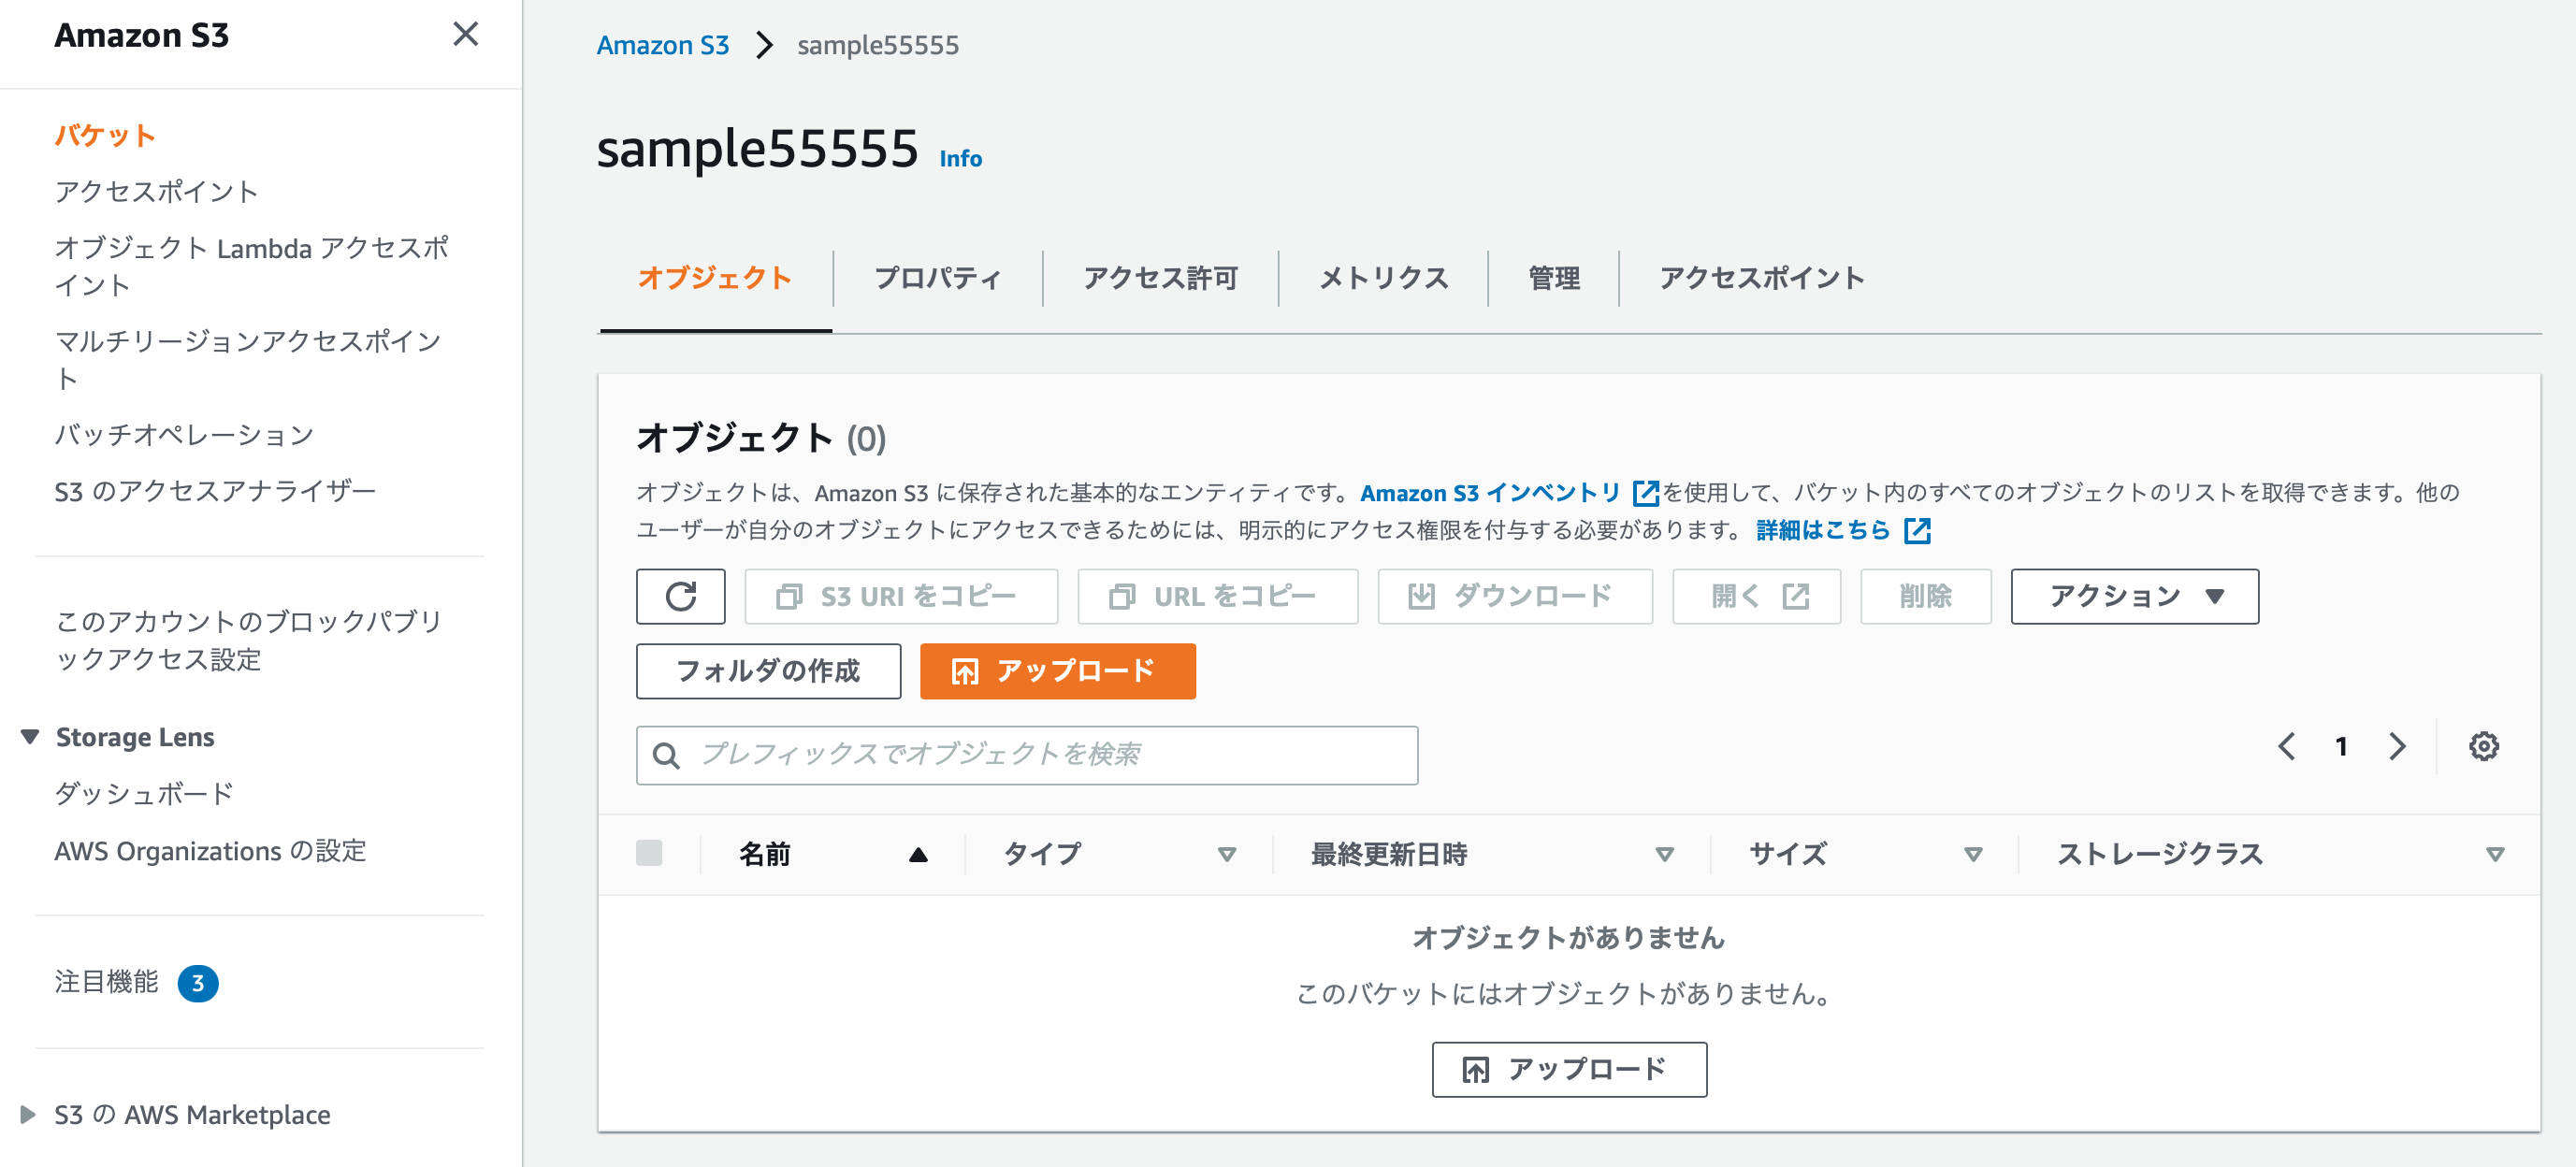 Amazon S3
バケット
アクセスポイント
オブジェクト Lambda アクセスポ
イント
マルチリージョンアクセスポイン
ト
バッチオペレーション
S3 のアクセスアナライザー
このアカウントのブロックパブリ
ックアクセス設定
Storage Lens
ダッシュボード
AWS Organizations の設定
注目機能 3
S3 の AWS Marketplace
Amazon S3 sample55555
sample55555 Info
オブジェクト プロパティ アクセス許可 メトリクス 管理 アクセスポイント
オブジェクト (0)
オブジェクトは、Amazon S3 に保存された基本的なエンティティです。Amazon S3 インベントリ を使用して、バケット内のすべてのオブジェクトのリストを取得できます。他の
ユーザーが自分のオブジェクトにアクセスできるためには、明示的にアクセス権限を付与する必要があります。 詳細はこちら
S3 URI をコピー URL をコピー ダウンロード 開く 削除 アクション
フォルダの作成 アップロード
プレフィックスでオブジェクトを検索
1
名前 タイプ 最終更新日時 サイズ ストレージクラス
オブジェクトがありません
このバケットにはオブジェクトがありません。
アップロード